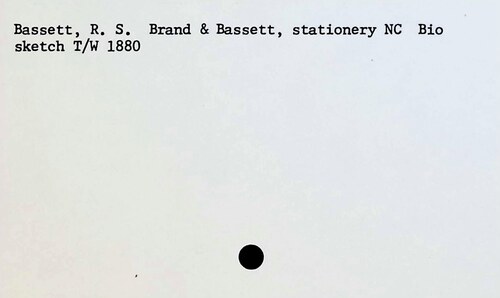 Bassett, R. S.  Brand & Bassett, stationery NC  Bio
sketch T/W 1880